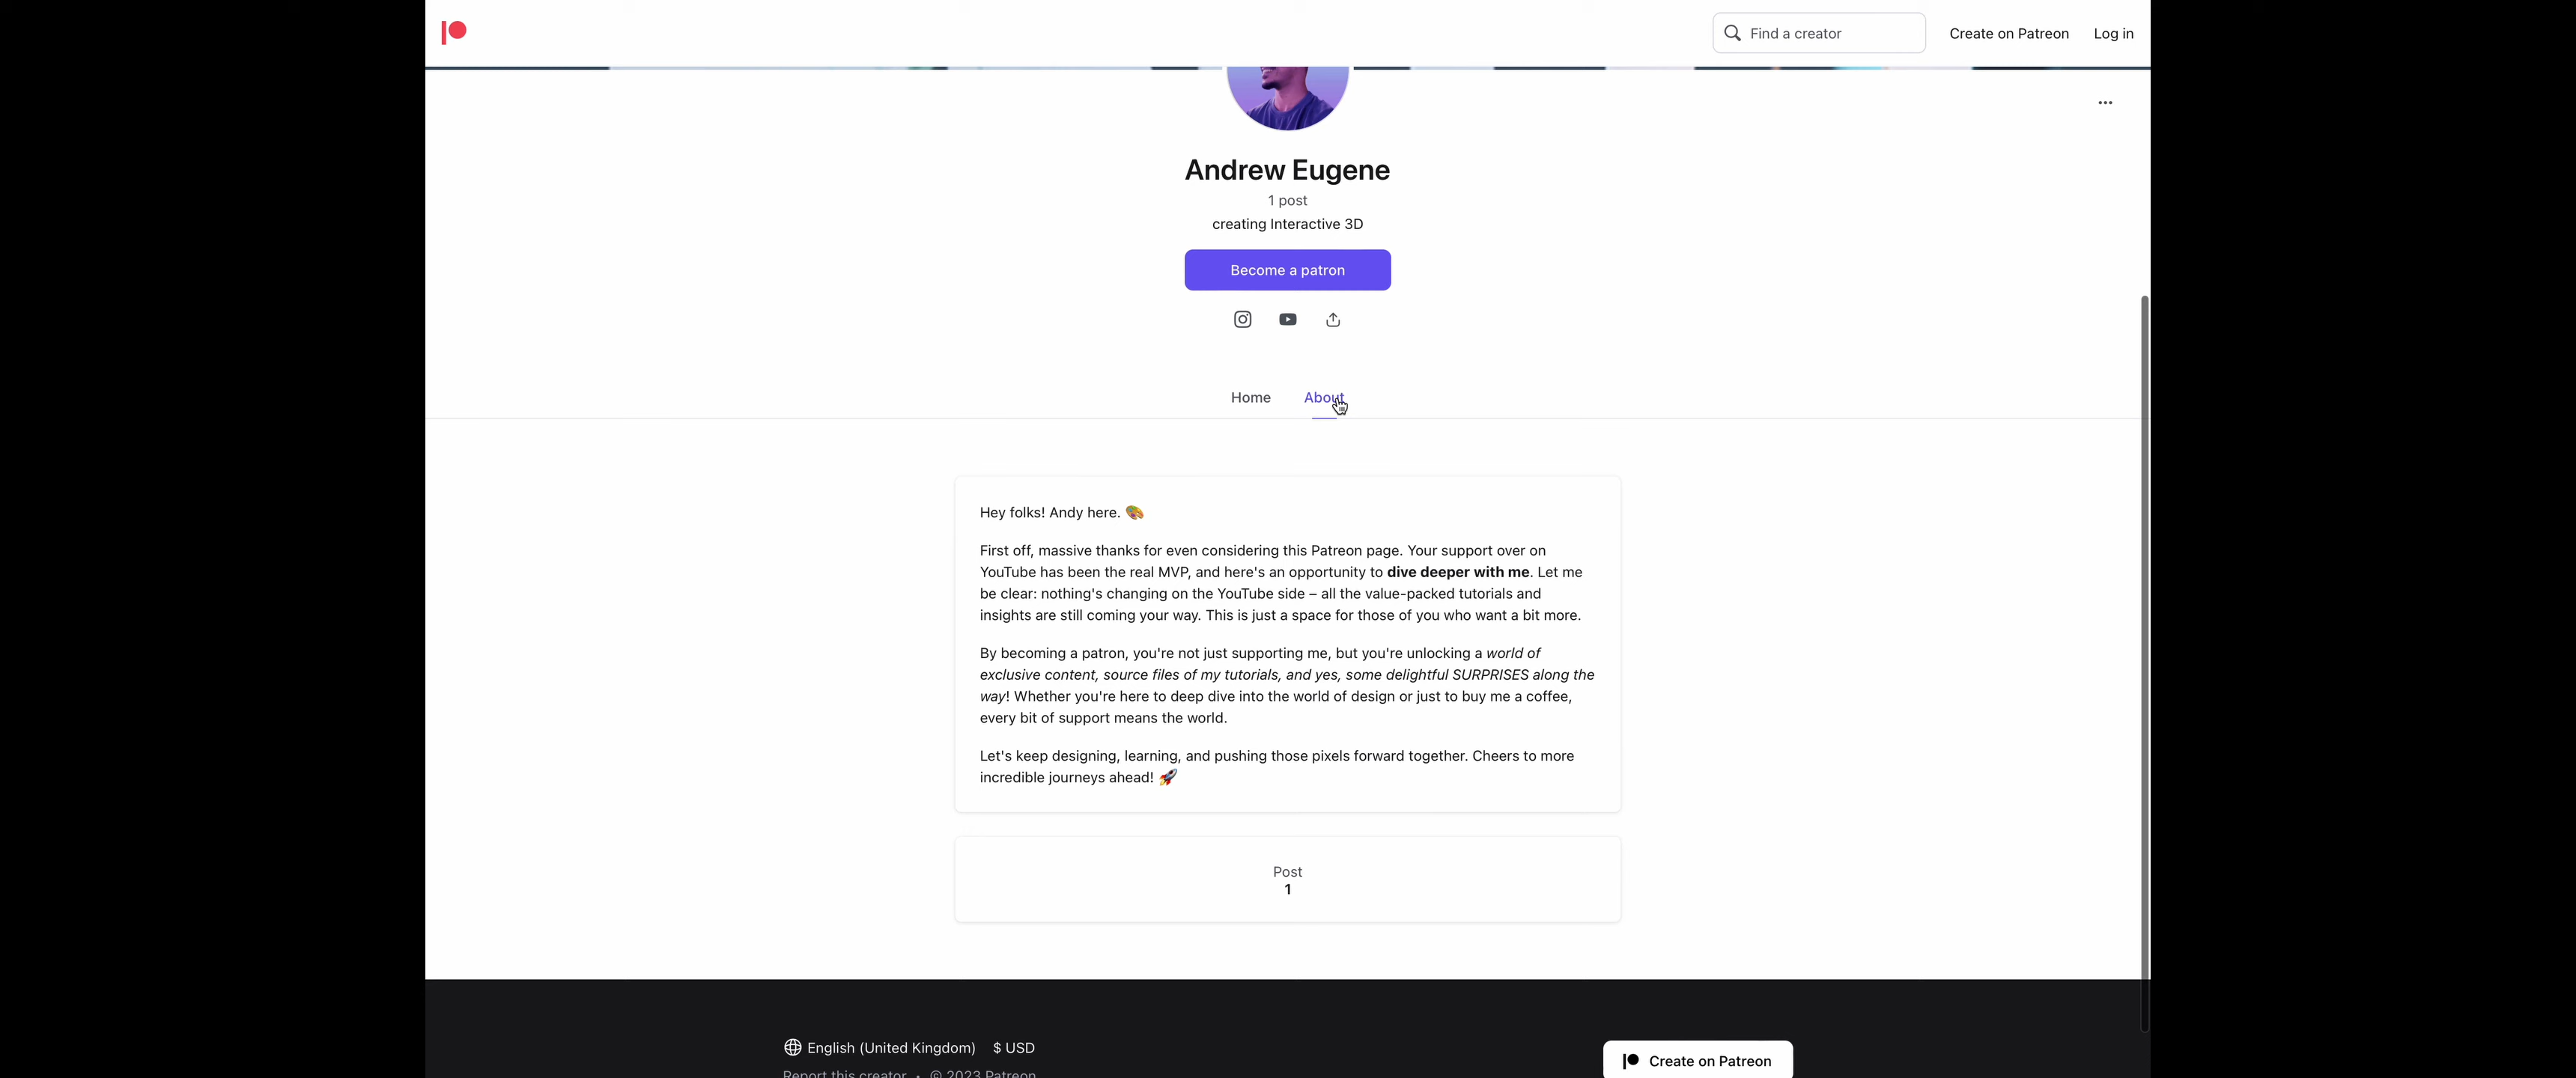 Find a creator
Create on Patreon
Log in
Andrew Eugene
1 post
creating Interactive 3D
Become a patron
Home
About
Hey folks! Andy here. 🎨
First off, massive thanks for even considering this Patreon page. Your support over on
YouTube has been the real MVP, and here's an opportunity to dive deeper with me. Let me
be clear: nothing's changing on the YouTube side – all the value-packed tutorials and
insights are still coming your way. This is just a space for those of you who want a bit more.
By becoming a patron, you're not just supporting me, but you're unlocking a world of
exclusive content, source files of my tutorials, and yes, some delightful SURPRISES along the
way! Whether you're here to deep dive into the world of design or just to buy me a coffee,
every bit of support means the world.
Let's keep designing, learning, and pushing those pixels forward together. Cheers to more
incredible journeys ahead! 🚀
Post
1
English (United Kingdom) $ USD
Create on Patreon
Report this creator · © 2023 Patreon